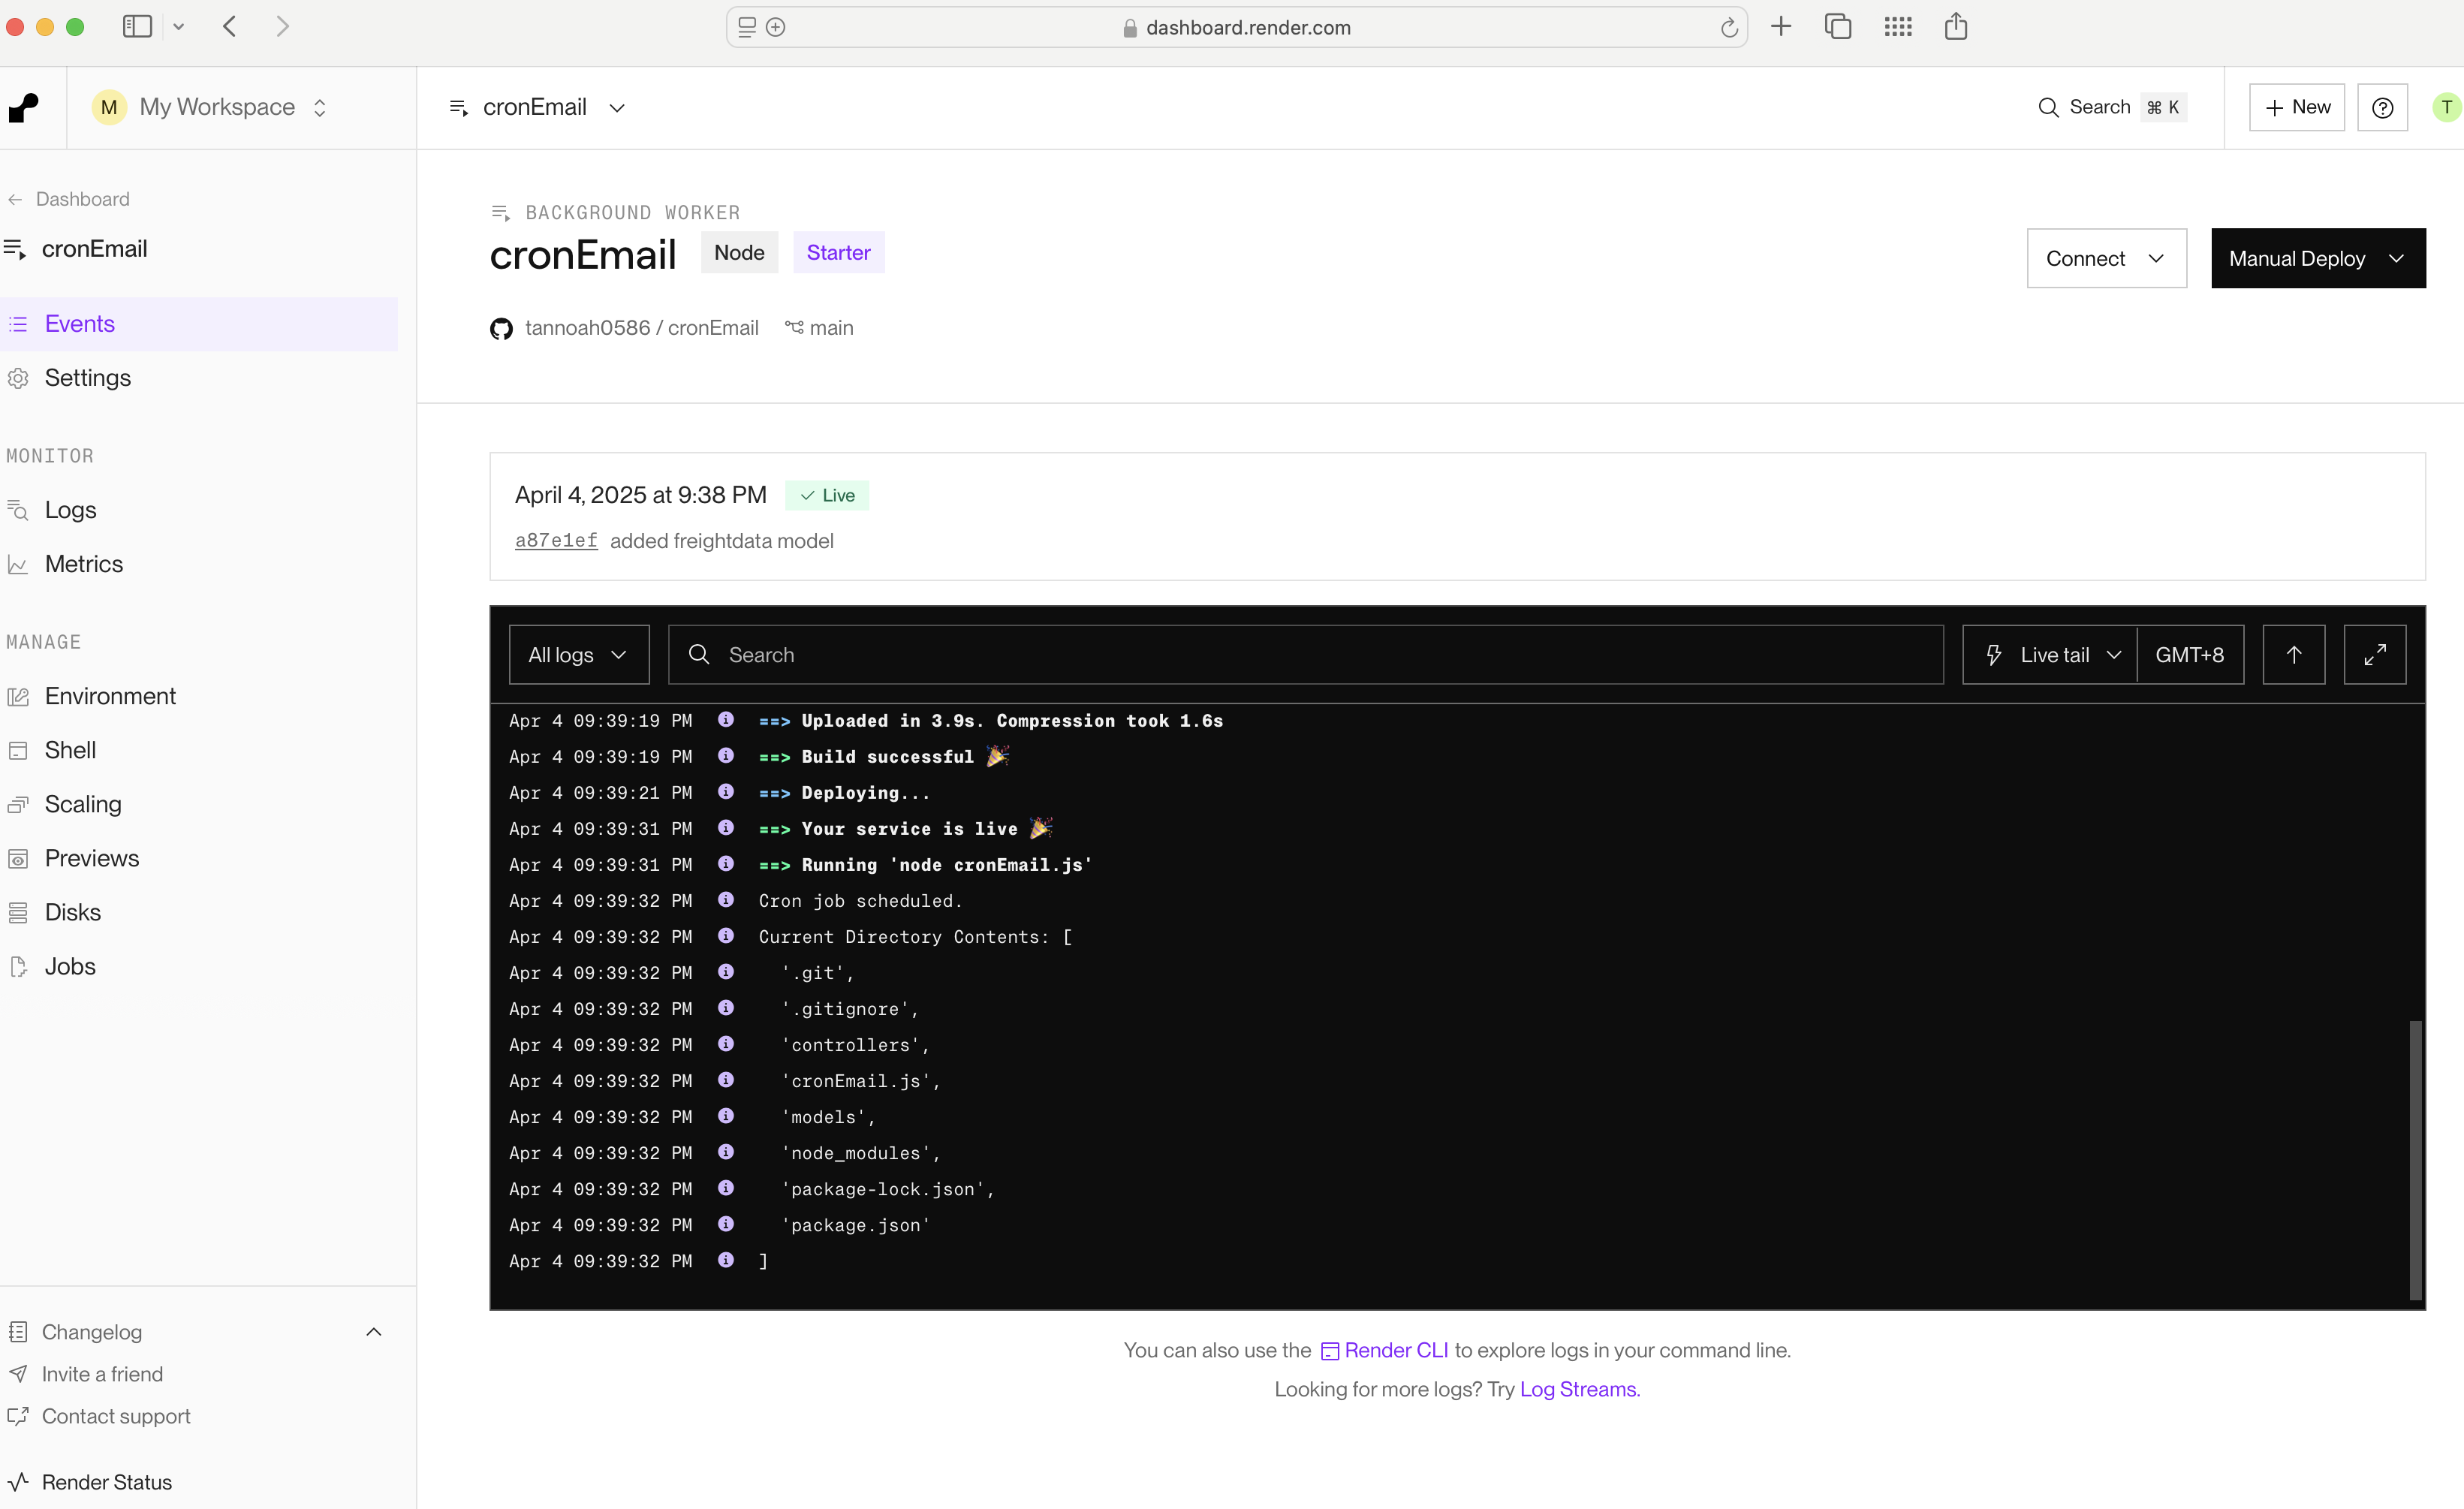 dashboard.render.com
M My Workspace
cronEmail
Search ⌘ K
+ New
T
Dashboard
cronEmail
Events
Settings
MONITOR
Logs
Metrics
MANAGE
Environment
Shell
Scaling
Previews
Disks
Jobs
Changelog
Invite a friend
Contact support
Render Status
BACKGROUND WORKER
cronEmail Node Starter
Connect
Manual Deploy
tannoah0586 / cronEmail main
April 4, 2025 at 9:38 PM Live
a87e1ef added freightdata model
All logs
Search
Live tail
GMT+8
Apr 4 09:39:19 PM ==> Uploaded in 3.9s. Compression took 1.6s
Apr 4 09:39:19 PM ==> Build successful 🎉
Apr 4 09:39:21 PM ==> Deploying...
Apr 4 09:39:31 PM ==> Your service is live 🎉
Apr 4 09:39:31 PM ==> Running 'node cronEmail.js'
Apr 4 09:39:32 PM Cron job scheduled.
Apr 4 09:39:32 PM Current Directory Contents: [
Apr 4 09:39:32 PM '.git',
Apr 4 09:39:32 PM '.gitignore',
Apr 4 09:39:32 PM 'controllers',
Apr 4 09:39:32 PM 'cronEmail.js',
Apr 4 09:39:32 PM 'models',
Apr 4 09:39:32 PM 'node_modules',
Apr 4 09:39:32 PM 'package-lock.json',
Apr 4 09:39:32 PM 'package.json'
Apr 4 09:39:32 PM ]
You can also use the Render CLI to explore logs in your command line.
Looking for more logs? Try Log Streams.